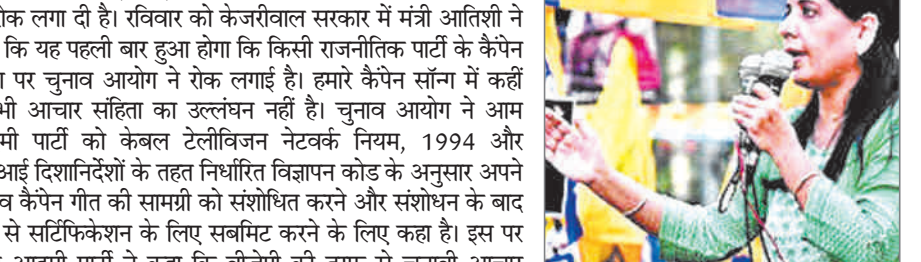 रोक लगा दी है। रविवार को केजरीवाल सरकार में मंत्री आतिशी ने
कि यह पहली बार हुआ होगा कि किसी राजनीतिक पार्टी के कैंपेन
पर चुनाव आयोग ने रोक लगाई है। हमारे कैंपेन सॉन्ग में कहीं
भी आचार संहिता का उल्लंघन नहीं है। चुनाव आयोग ने आम
मी पार्टी को केबल टेलीविजन नेटवर्क नियम, 1994 और
आई दिशानिर्देशों के तहत निर्धारित विज्ञापन कोड के अनुसार अपने
व कैंपेन गीत की सामग्री को संशोधित करने और संशोधन के बाद
से सर्टिफिकेशन के लिए सबमिट करने के लिए कहा है। इस पर